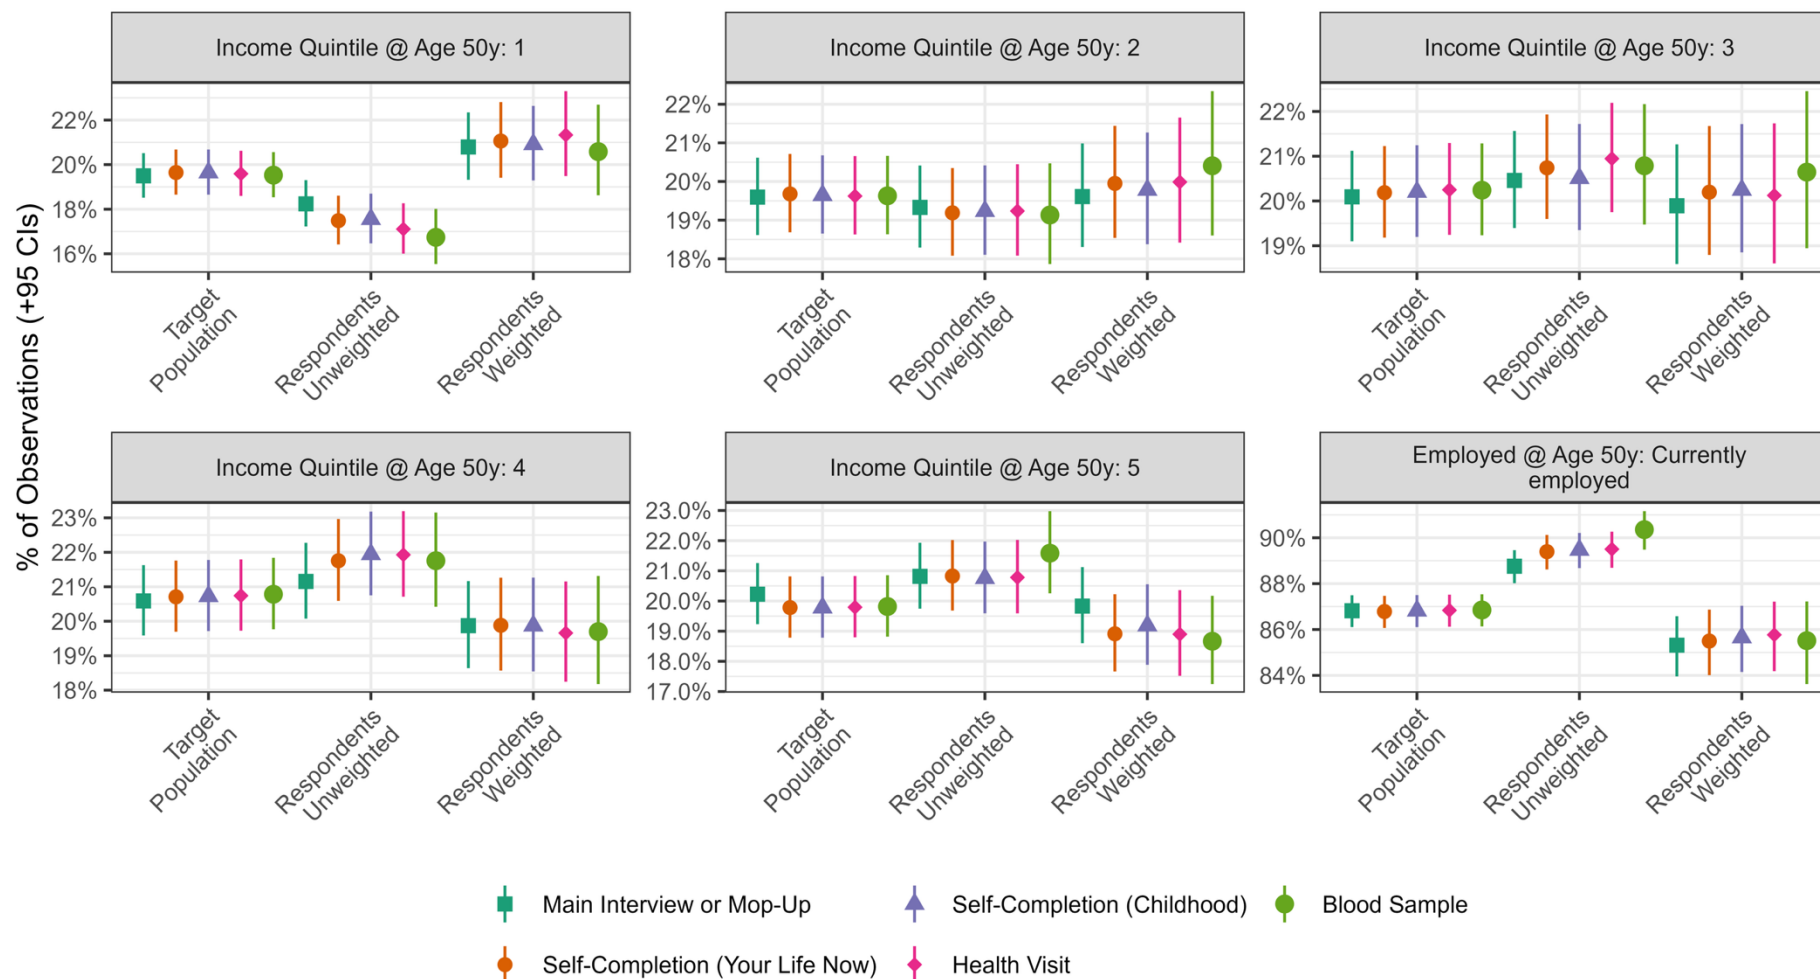 Income Quintile @ Age 50y: 1
Income Quintile @ Age 50y: 2
Income Quintile @ Age 50y: 3
22%
20%
18%
16%
22%
21%
20%
19%
18%
22%
21%
20%
19%
Target
Population
Respondents
Unweighted
Respondents
Weighted
Target
Population
Respondents
Unweighted
Respondents
Weighted
Target
Population
Respondents
Unweighted
Respondents
Weighted
% of Observations (+95 CIs)
Income Quintile @ Age 50y: 4
Income Quintile @ Age 50y: 5
Employed @ Age 50y: Currently
employed
23%
22%
21%
20%
19%
18%
23.0%
22.0%
21.0%
20.0%
19.0%
18.0%
17.0%
90%
88%
86%
84%
Target
Population
Respondents
Unweighted
Respondents
Weighted
Target
Population
Respondents
Unweighted
Respondents
Weighted
Target
Population
Respondents
Unweighted
Respondents
Weighted
Main Interview or Mop-Up
Self-Completion (Childhood)
Blood Sample
Self-Completion (Your Life Now)
Health Visit